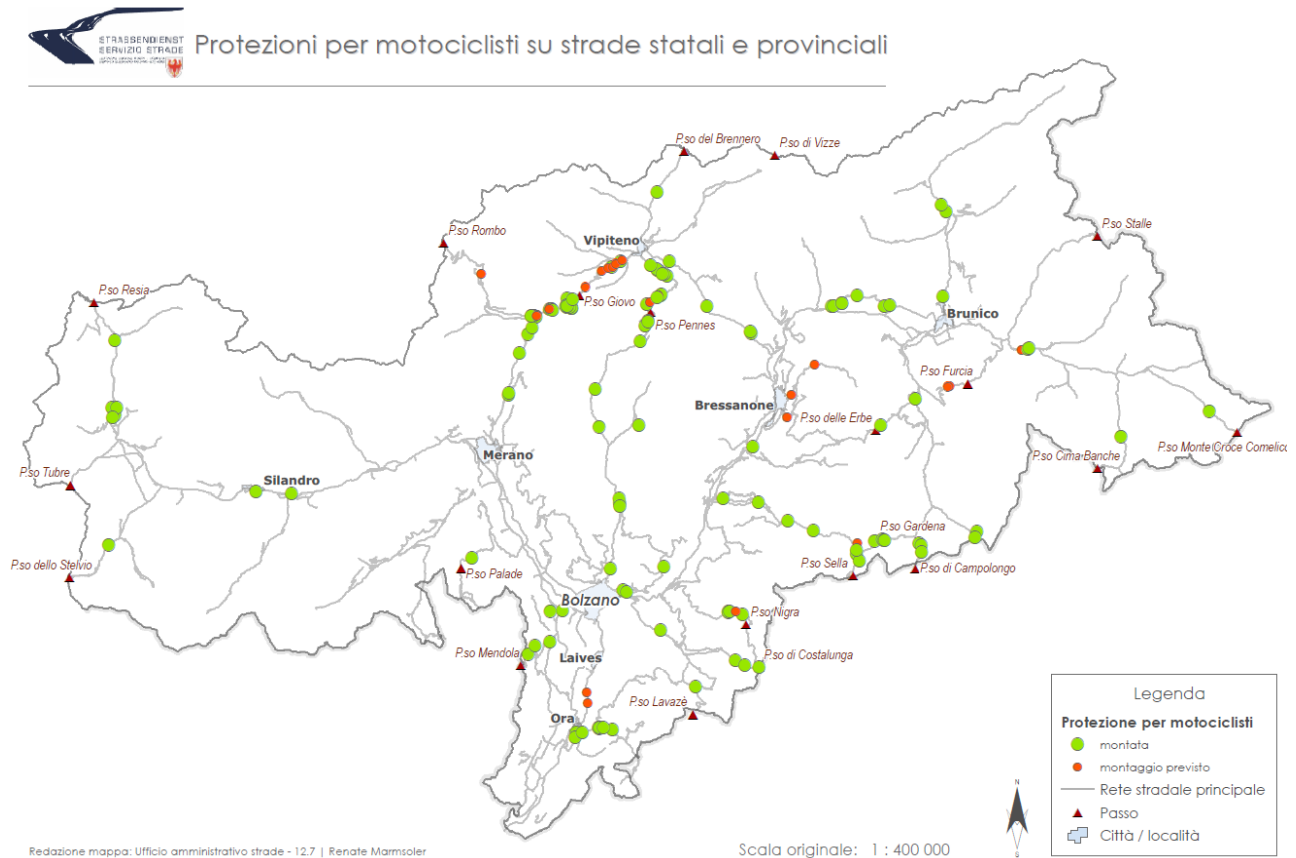 STRASSENDIENST
SERVIZIO STRADE
Protezioni per motociclisti su strade statali e provinciali
P.so del Brennero
P.so di Vizze
P.so Stalle
P.so Rombo
Vipiteno
P.so Resia
P.so Giovo
P.so Pennes
Brunico
P.so Furcia
Bressanone
P.so delle Erbe
P.so Monte Croce Comelico
P.so Cima Banche
Merano
P.so Tubre
Silandro
P.so Gardena
P.so dello Stelvio
P.so Palade
P.so Sella
P.so di Campolongo
Bolzano
P.so Nigra
P.so Mendola
Laives
P.so di Costalunga
P.so Lavazè
Ora
Legenda
Protezione per motociclisti
montata
montaggio previsto
Rete stradale principale
Passo
Città / località
N
S
Redazione mappa: Ufficio amministrativo strade - 12.7 | Renate Marmsoler
Scala originale: 1 : 400 000